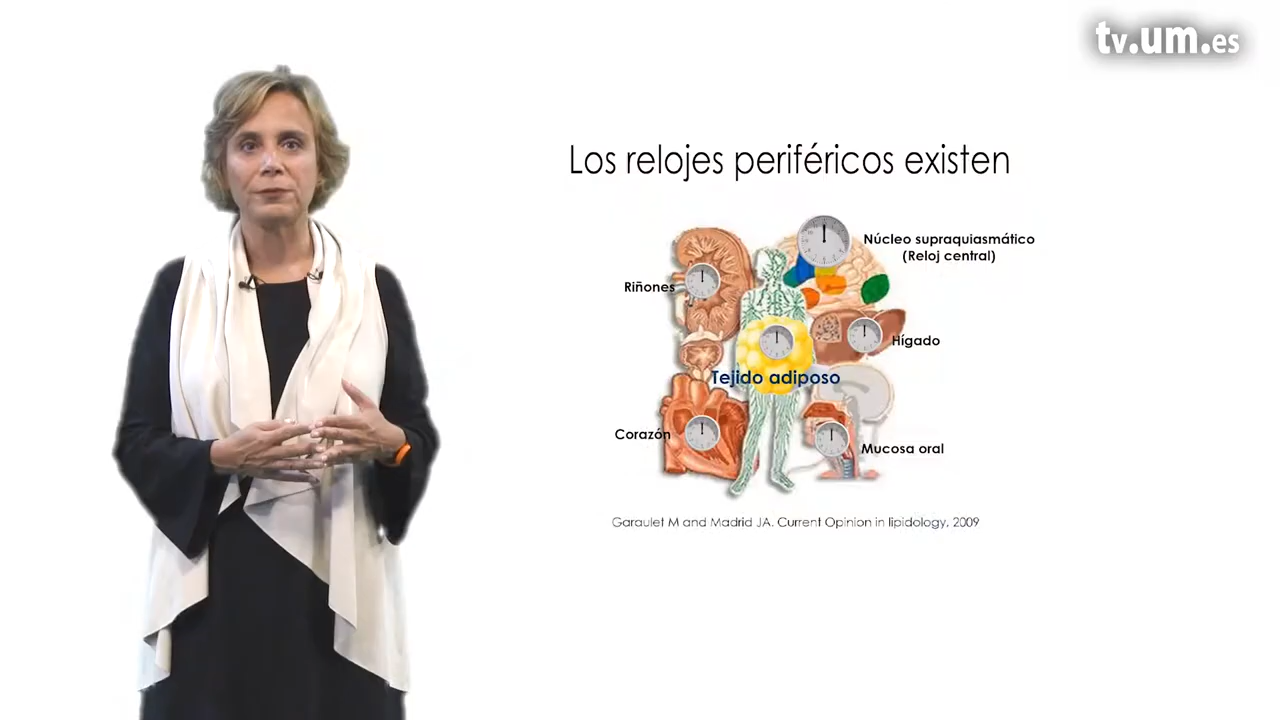 tv.um.es
Los relojes periféricos existen
Núcleo supraquiasmático
(Reloj central)
Riñones
Hígado
Tejido adiposo
Corazón
Mucosa oral
Garaulet M and Madrid JA. Current Opinion in lipidology, 2009